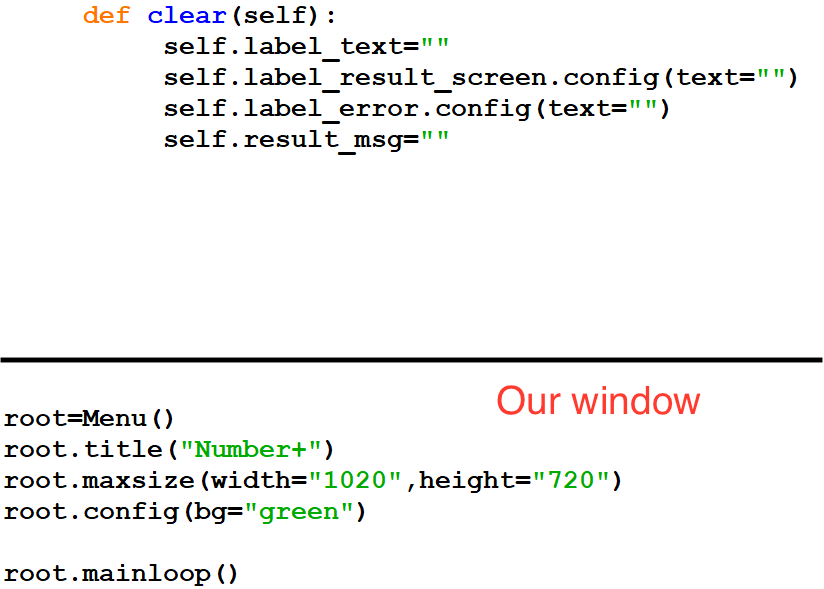 def clear(self):
self.label_text=""
self.label_result_screen.config(text="")
self.label_error.config(text="")
self.result_msg=""
Our window
root=Menu()
root.title("Number+")
root.maxsize(width="1020",height="720")
root.config(bg="green")
root.mainloop()